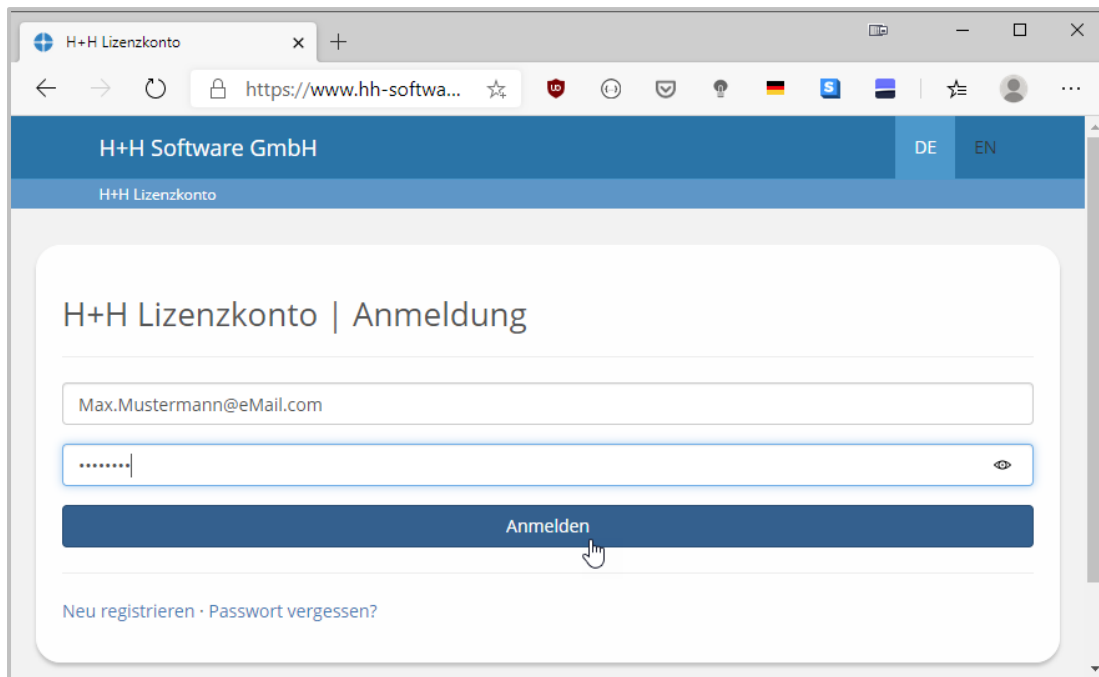 H+H Lizenzkonto
https://www.hh-softwa...
H+H Software GmbH
DE EN
H+H Lizenzkonto
H+H Lizenzkonto | Anmeldung
Max.Mustermann@eMail.com
••••••••
Anmelden
Neu registrieren · Passwort vergessen?